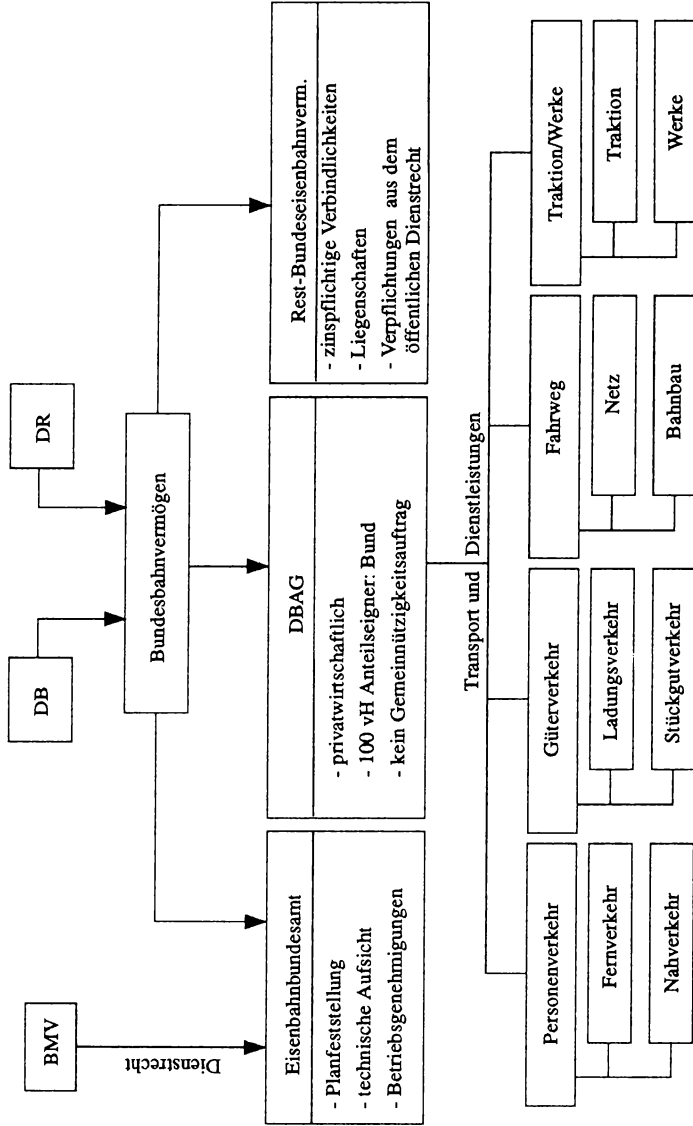 DB
DR
BMV
Dienstrecht
Bundesbahnvermögen
Eisenbahnbundesamt
- Planfeststellung
- technische Aufsicht
- Betriebsgenehmigungen
DBAG
- privatwirtschaftlich
- 100 vH Anteilseigner: Bund
- kein Gemeinnützigkeitsauftrag
Rest-Bundeseisenbahnverm.
- zinspflichtige Verbindlichkeiten
- Liegenschaften
- Verpflichtungen aus dem
öffentlichen Dienstrecht
Transport und Dienstleistungen
Personenverkehr
Fernverkehr
Nahverkehr
Güterverkehr
Ladungsverkehr
Stückgutverkehr
Fahrweg
Netz
Bahnbau
Traktion/Werke
Traktion
Werke